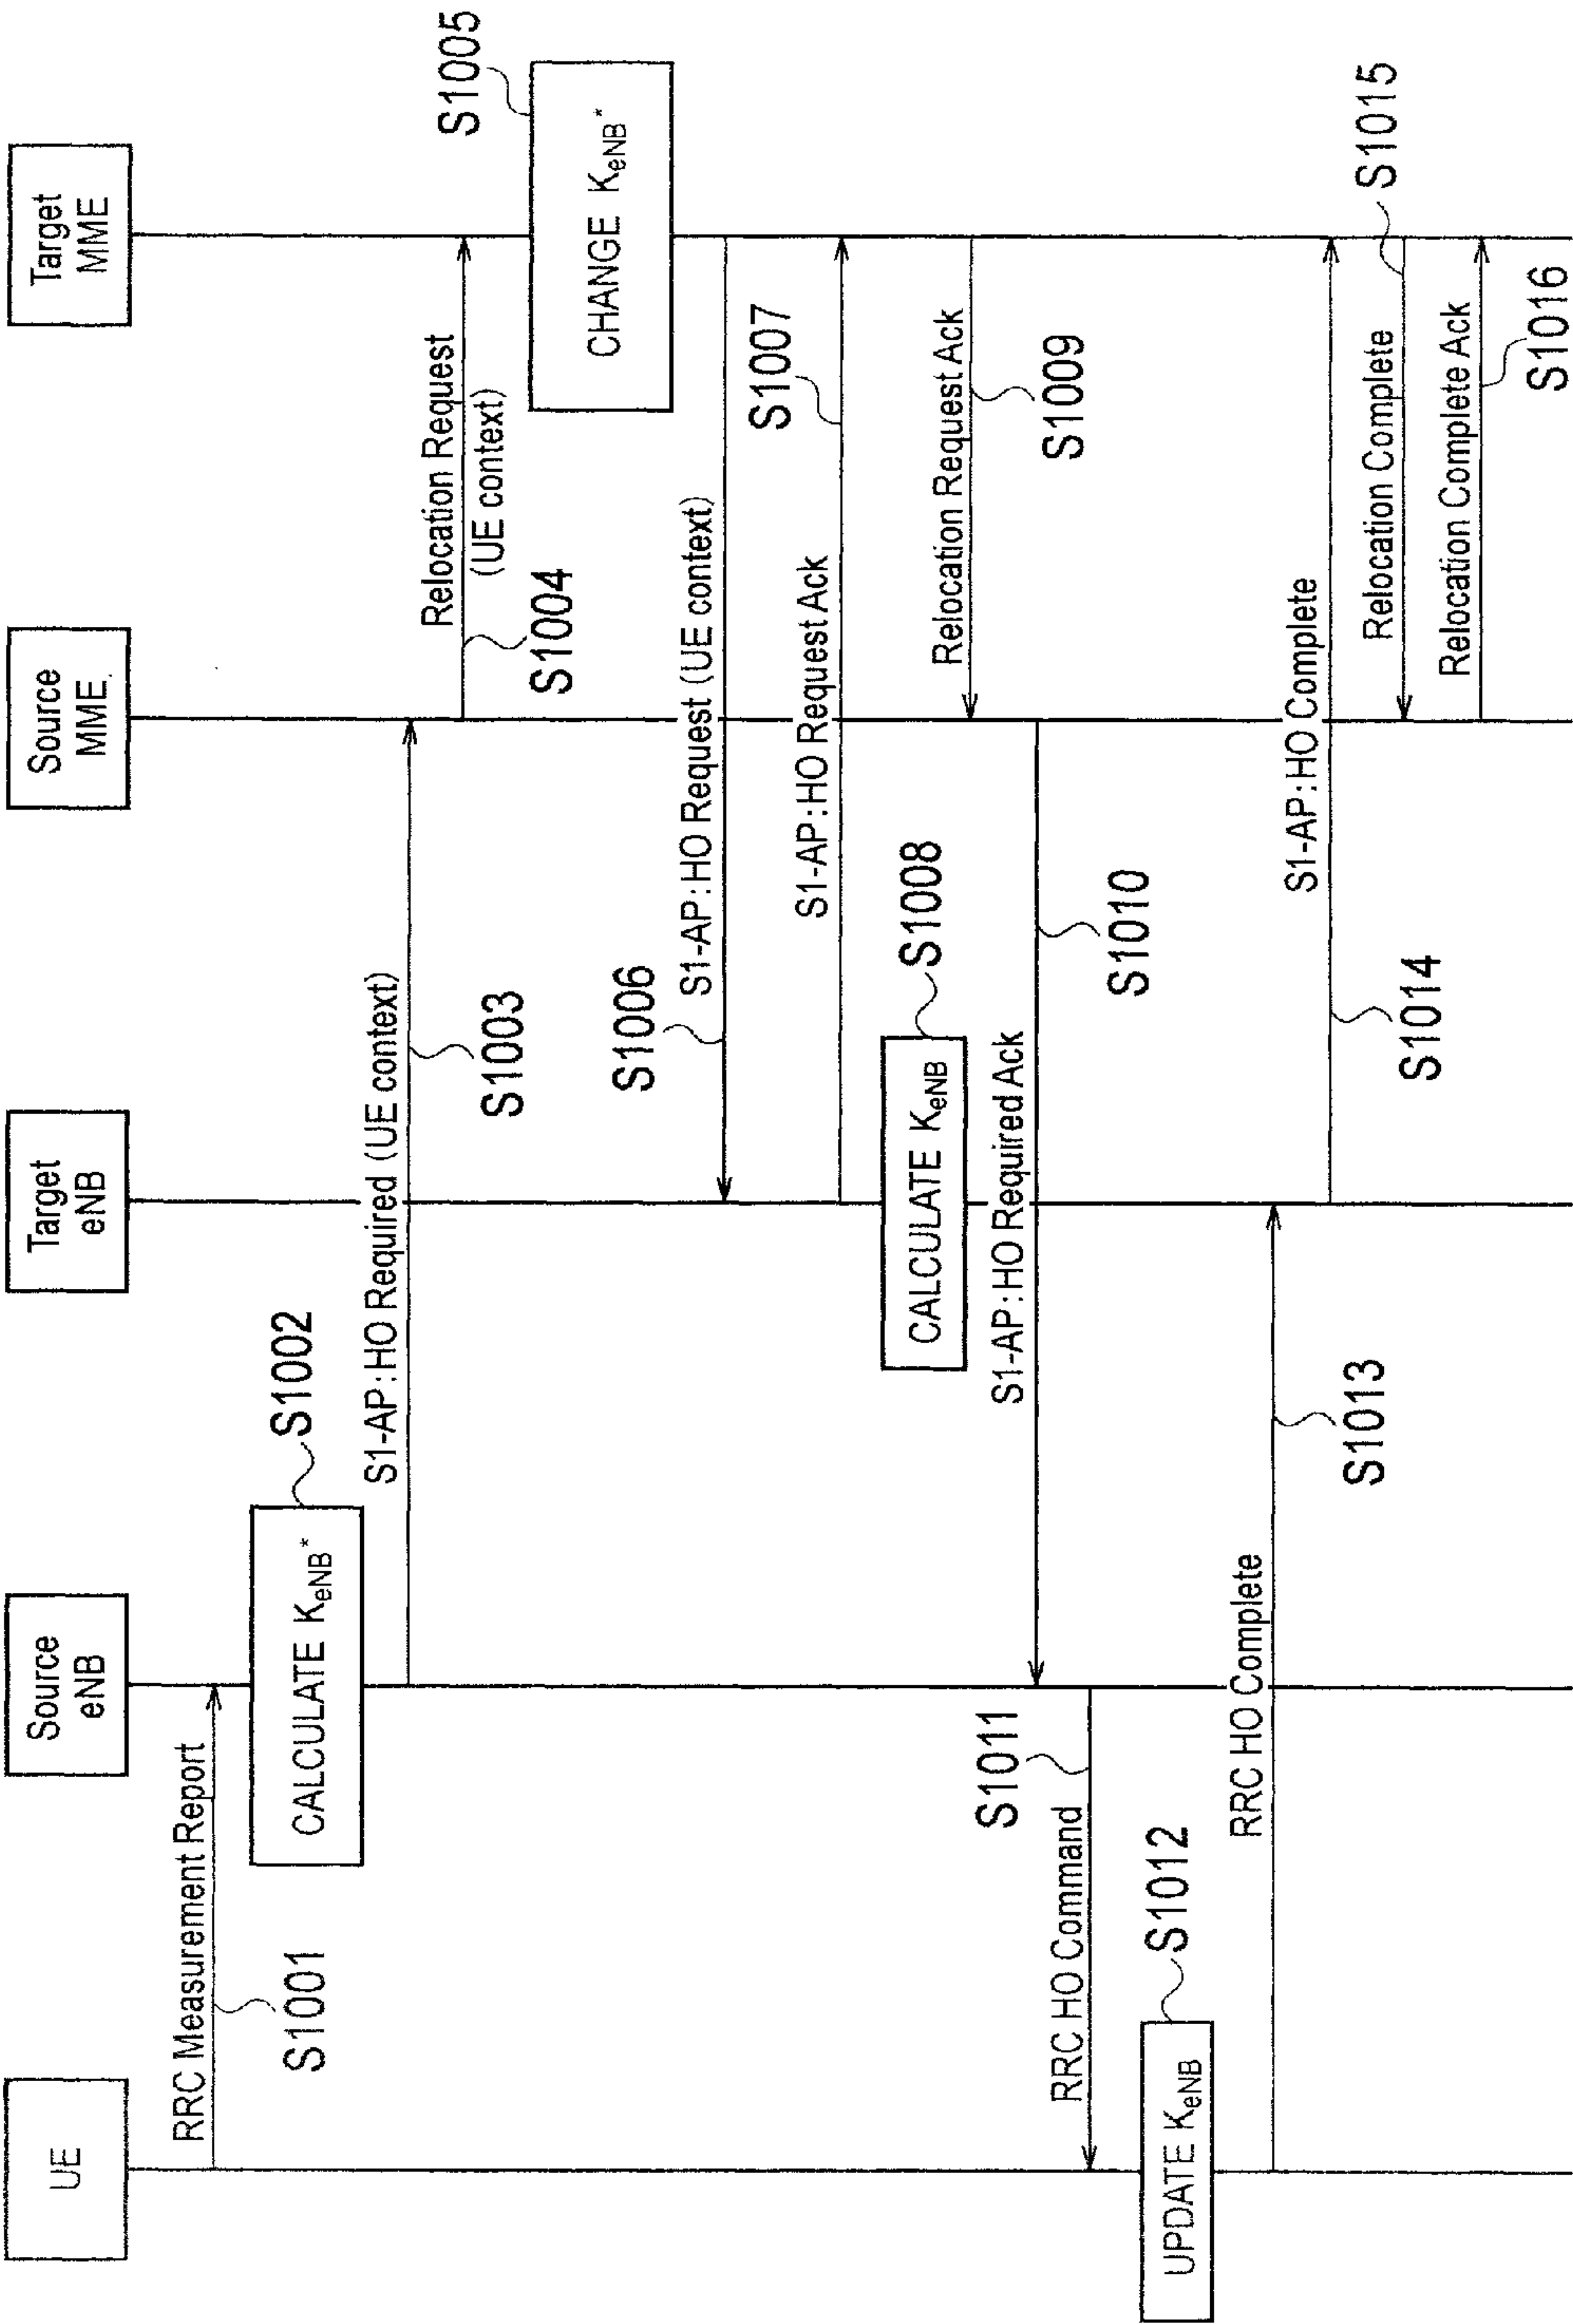 UE
Source
eNB
Target
eNB
Source
MME
Target
MME
RRC Measurement Report
S1001
CALCULATE KeNB*
S1002
S1-AP:HO Required (UE context)
S1003
Relocation Request
(UE context)
S1004
CHANGE KeNB*
S1005
S1-AP:HO Request (UE context)
S1006
S1-AP:HO Request Ack
S1007
CALCULATE KeNB
S1008
Relocation Request Ack
S1009
S1-AP:HO Required Ack
S1010
RRC HO Command
S1011
UPDATE KeNB
S1012
RRC HO Complete
S1013
S1-AP:HO Complete
S1014
Relocation Complete
S1015
Relocation Complete Ack
S1016